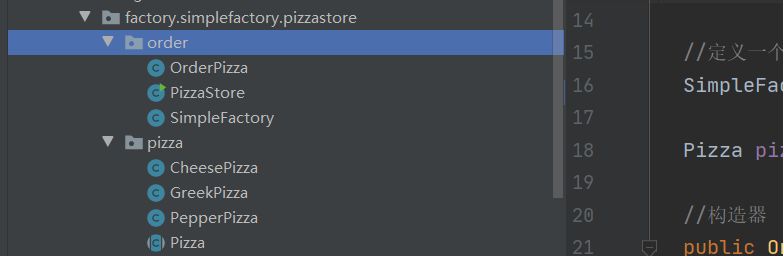 factory.simplefactory.pizzastore
order
OrderPizza
PizzaStore
SimpleFactory
pizza
CheesePizza
GreekPizza
PepperPizza
Pizza
14
15 //定义一个
16 SimpleFac
17
18 Pizza piz
19
20 //构造器
21 public Or